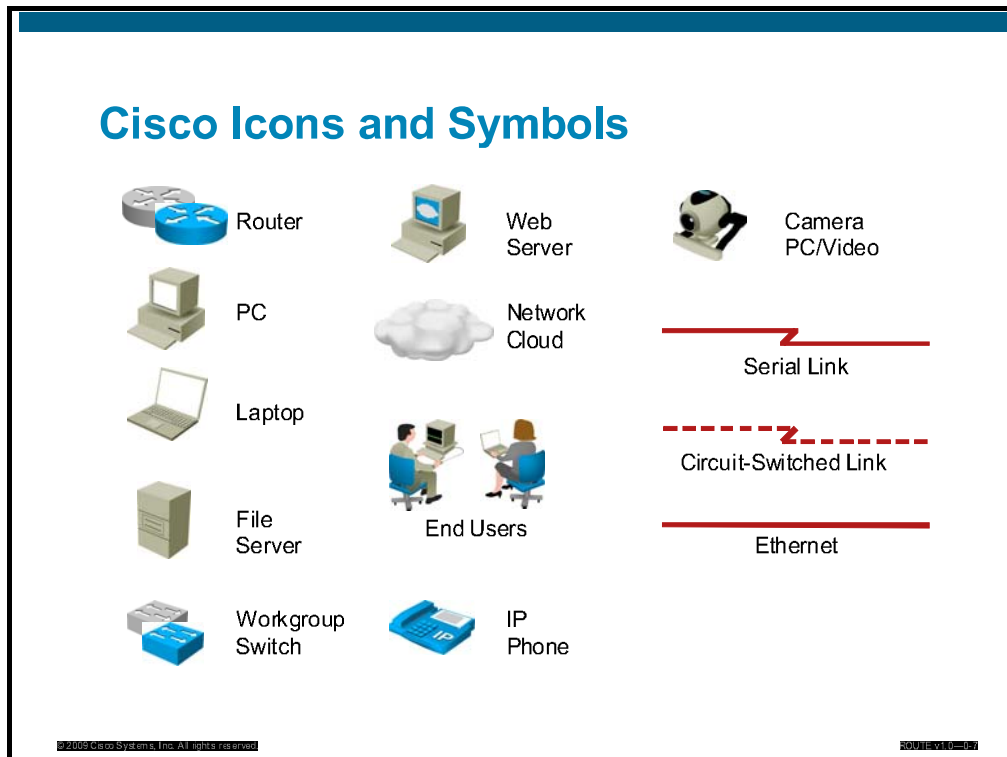 Cisco Icons and Symbols
Router
PC
Laptop
File
Server
Workgroup
Switch
Web
Server
Network
Cloud
End Users
IP
IP
Phone
Camera
PC/Video
Serial Link
Circuit-Switched Link
Ethernet
© 2009 Cisco Systems, Inc. All rights reserved.
ROUTE v1.0—0-7